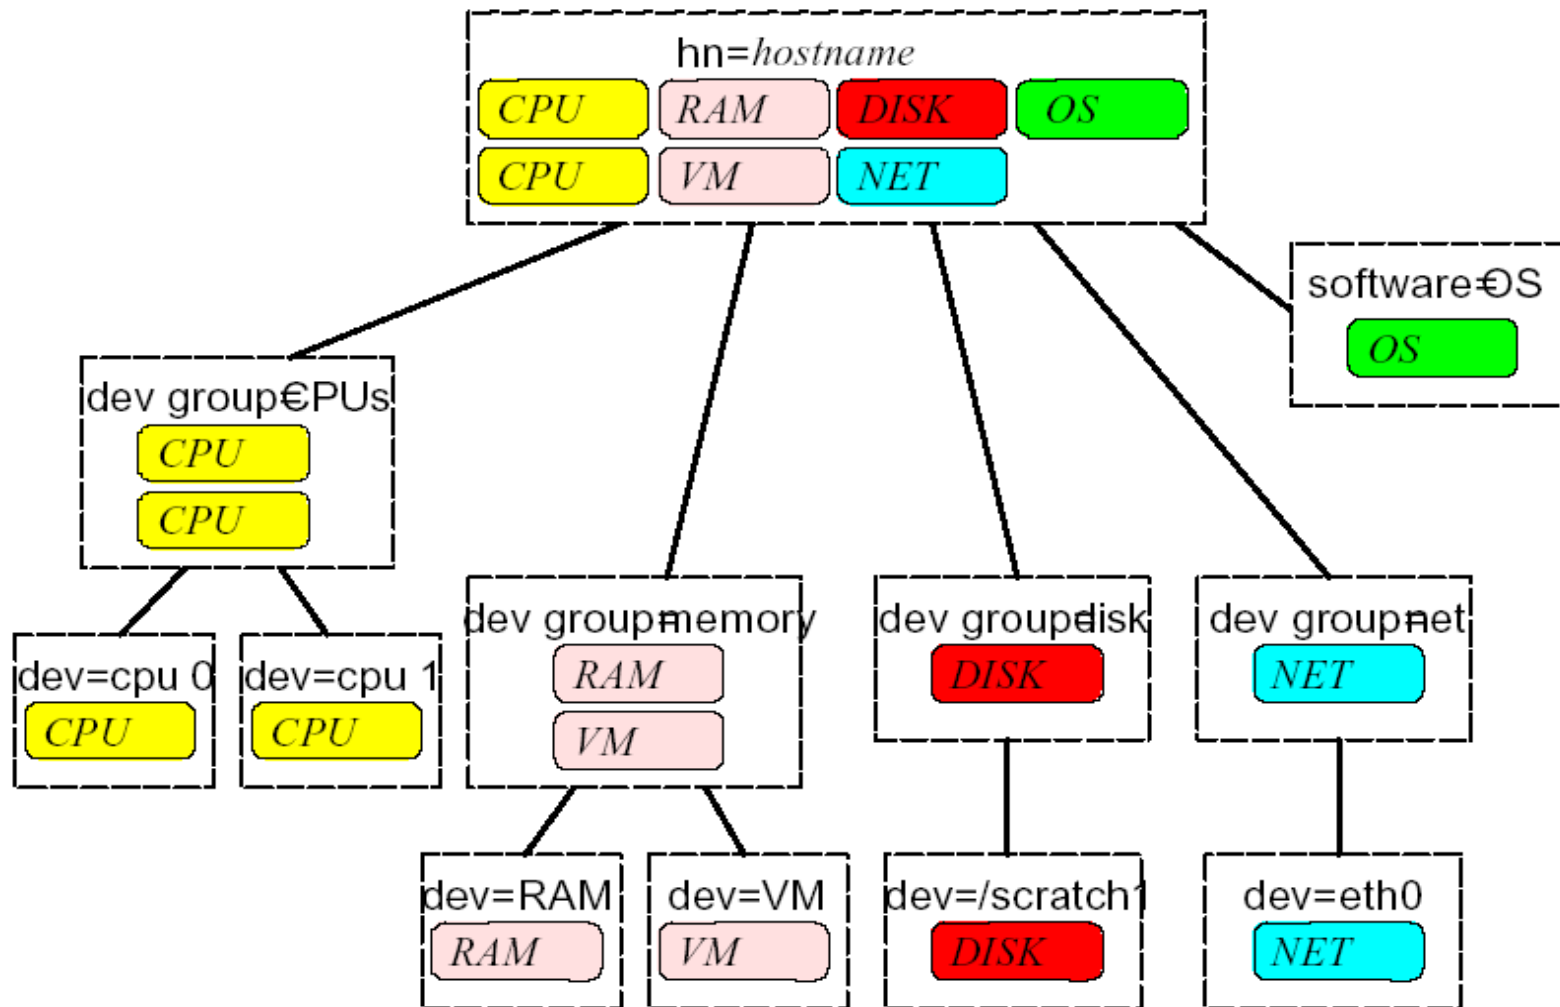 hn=hostname
CPU RAM DISK OS
CPU VM NET
software=OS
OS
dev group=CPUs
CPU
CPU
dev=cpu 0
CPU
dev=cpu 1
CPU
dev group=memory
RAM
VM
dev group=disk
DISK
dev group=net
NET
dev=RAM
RAM
dev=VM
VM
dev=/scratch1
DISK
dev=eth0
NET